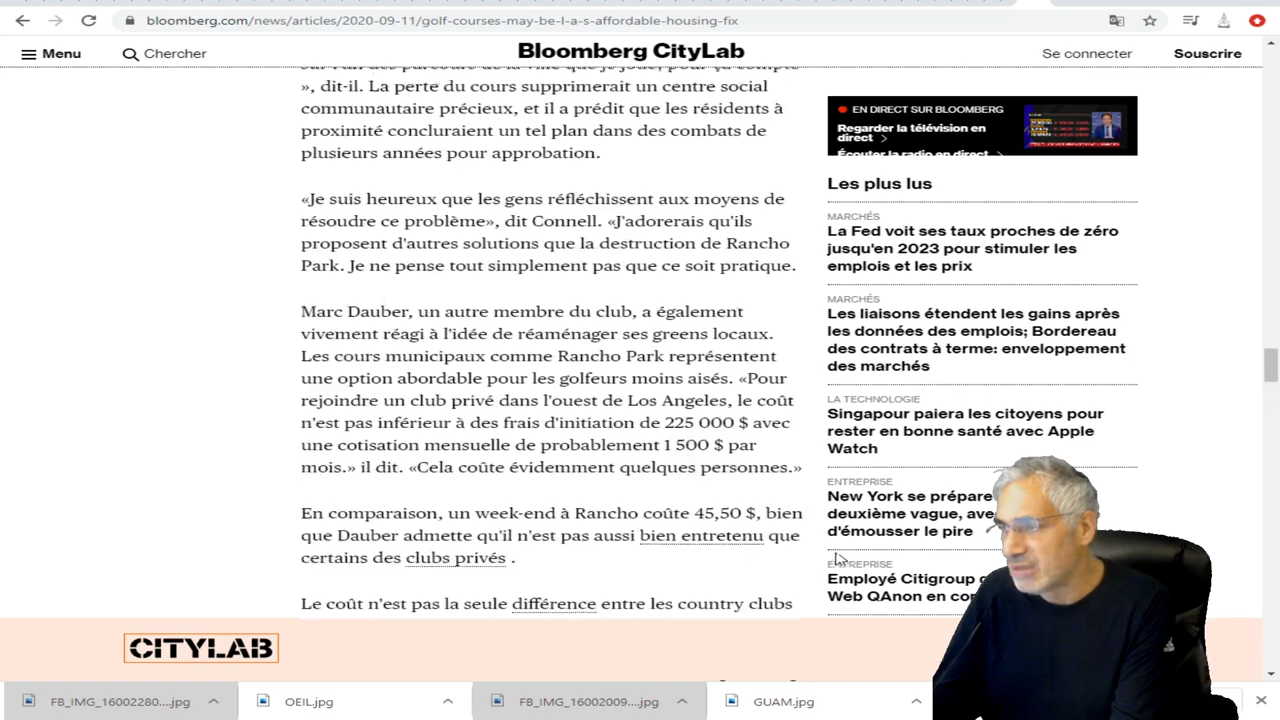 bloomberg.com/news/articles/2020-09-11/golf-courses-may-be-l-a-s-affordable-housing-fix
Menu
Chercher
Bloomberg CityLab
Se connecter
Souscrire
», dit-il. La perte du cours supprimerait un centre social
communautaire précieux, et il a prédit que les résidents à
proximité concluraient un tel plan dans des combats de
plusieurs années pour approbation.
«Je suis heureux que les gens réfléchissent aux moyens de
résoudre ce problème», dit Connell. «J'adorerais qu'ils
proposent d'autres solutions que la destruction de Rancho
Park. Je ne pense tout simplement pas que ce soit pratique.
Marc Dauber, un autre membre du club, a également
vivement réagi à l'idée de réaménager ses greens locaux.
Les cours municipaux comme Rancho Park représentent
une option abordable pour les golfeurs moins aisés. «Pour
rejoindre un club privé dans l'ouest de Los Angeles, le coût
n'est pas inférieur à des frais d'initiation de 225 000 $ avec
une cotisation mensuelle de probablement 1 500 $ par
mois.» il dit. «Cela coûte évidemment quelques personnes.»
En comparaison, un week-end à Rancho coûte 45,50 $, bien
que Dauber admette qu'il n'est pas aussi bien entretenu que
certains des clubs privés .
Le coût n'est pas la seule différence entre les country clubs
EN DIRECT SUR BLOOMBERG
Regarder la télévision en
direct
Écouter la radio en direct
Les plus lus
MARCHÉS
La Fed voit ses taux proches de zéro
jusqu'en 2023 pour stimuler les
emplois et les prix
MARCHÉS
Les liaisons étendent les gains après
les données des emplois; Bordereau
des contrats à terme: enveloppement
des marchés
LA TECHNOLOGIE
Singapour paiera les citoyens pour
rester en bonne santé avec Apple
Watch
ENTREPRISE
New York se prépare
deuxième vague, ave
d'émousser le pire
ENTREPRISE
Employé Citigroup
Web QAnon en co
CITYLAB
FB_IMG_16002280....jpg
OEIL.jpg
FB_IMG_16002009....jpg
GUAM.jpg